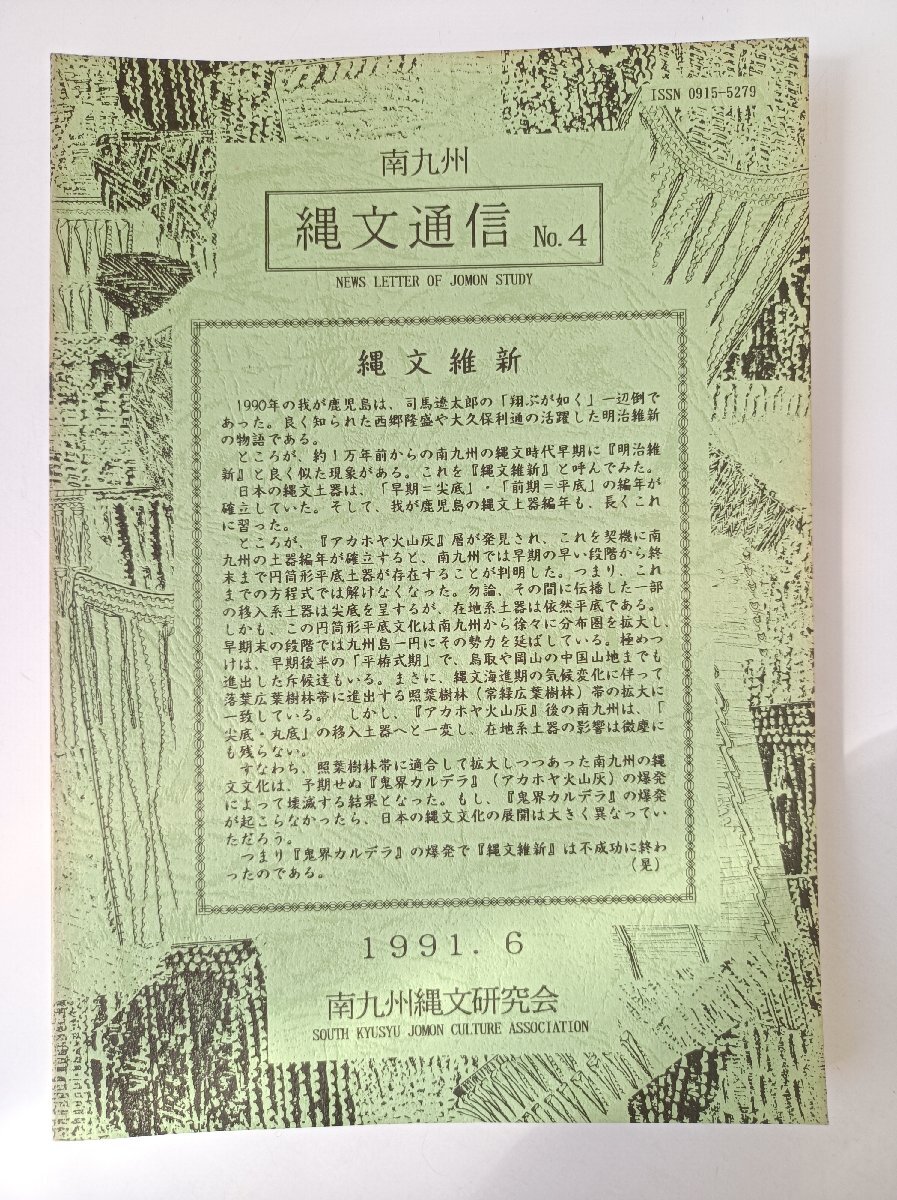 ISSN 0915-5279
南九州
縄文通信 No.4
NEWS LETTER OF JOMON STUDY
縄文維新
1990年の我が鹿児島は、司馬遼太郎の「翔ぶが如く」一辺倒で
あった。良く知られた西郷隆盛や大久保利通の活躍した明治維新
の物語である。
ところが、約1万年前からの南九州の縄文時代早期に『明治維
新』と良く似た現象がある。これを『縄文維新』と呼んでみた。
日本の縄文土器は、「早期＝尖底」・「前期＝平底」の編年が
確立していた。そして、我が鹿児島の縄文土器編年も、長くこれ
に習った。
ところが、『アカホヤ火山灰』層が発見され、これを契機に南
九州の土器編年が確立すると、南九州では早期の早い段階から終
末まで円筒形平底土器が存在することが判明した。つまり、これ
までの方程式では解けなくなった。勿論、その間に伝播した一部
の移入系土器は尖底を呈するが、在地系土器は依然平底である。
しかも、この円筒形平底文化は南九州から徐々に分布圏を拡大し、
早期末の段階では九州島一円にその勢力を延ばしている。極めつ
けは、早期後半の「平栫式期」で、鳥取や岡山の中国山地までも
進出した斥候達もいる。まさに、縄文海進期の気候変化に伴って
落葉広葉樹林帯に進出する照葉樹林（常緑広葉樹林）帯の拡大に
一致している。 しかし、『アカホヤ火山灰』後の南九州は、「
尖底・丸底」の移入土器へと一変し、在地系土器の影響は微塵に
も残らない。
すなわち、照葉樹林帯に適合して拡大しつつあった南九州の縄
文文化は、予期せぬ『鬼界カルデラ』（アカホヤ火山灰）の爆発
によって壊滅する結果となった。もし、『鬼界カルデラ』の爆発
が起こらなかったら、日本の縄文文化の展開は大きく異なってい
ただろう。
つまり『鬼界カルデラ』の爆発で『縄文維新』は不成功に終わ
ったのである。 （晃）
1991. 6
南九州縄文研究会
SOUTH KYUSYU JOMON CULTURE ASSOCIATION